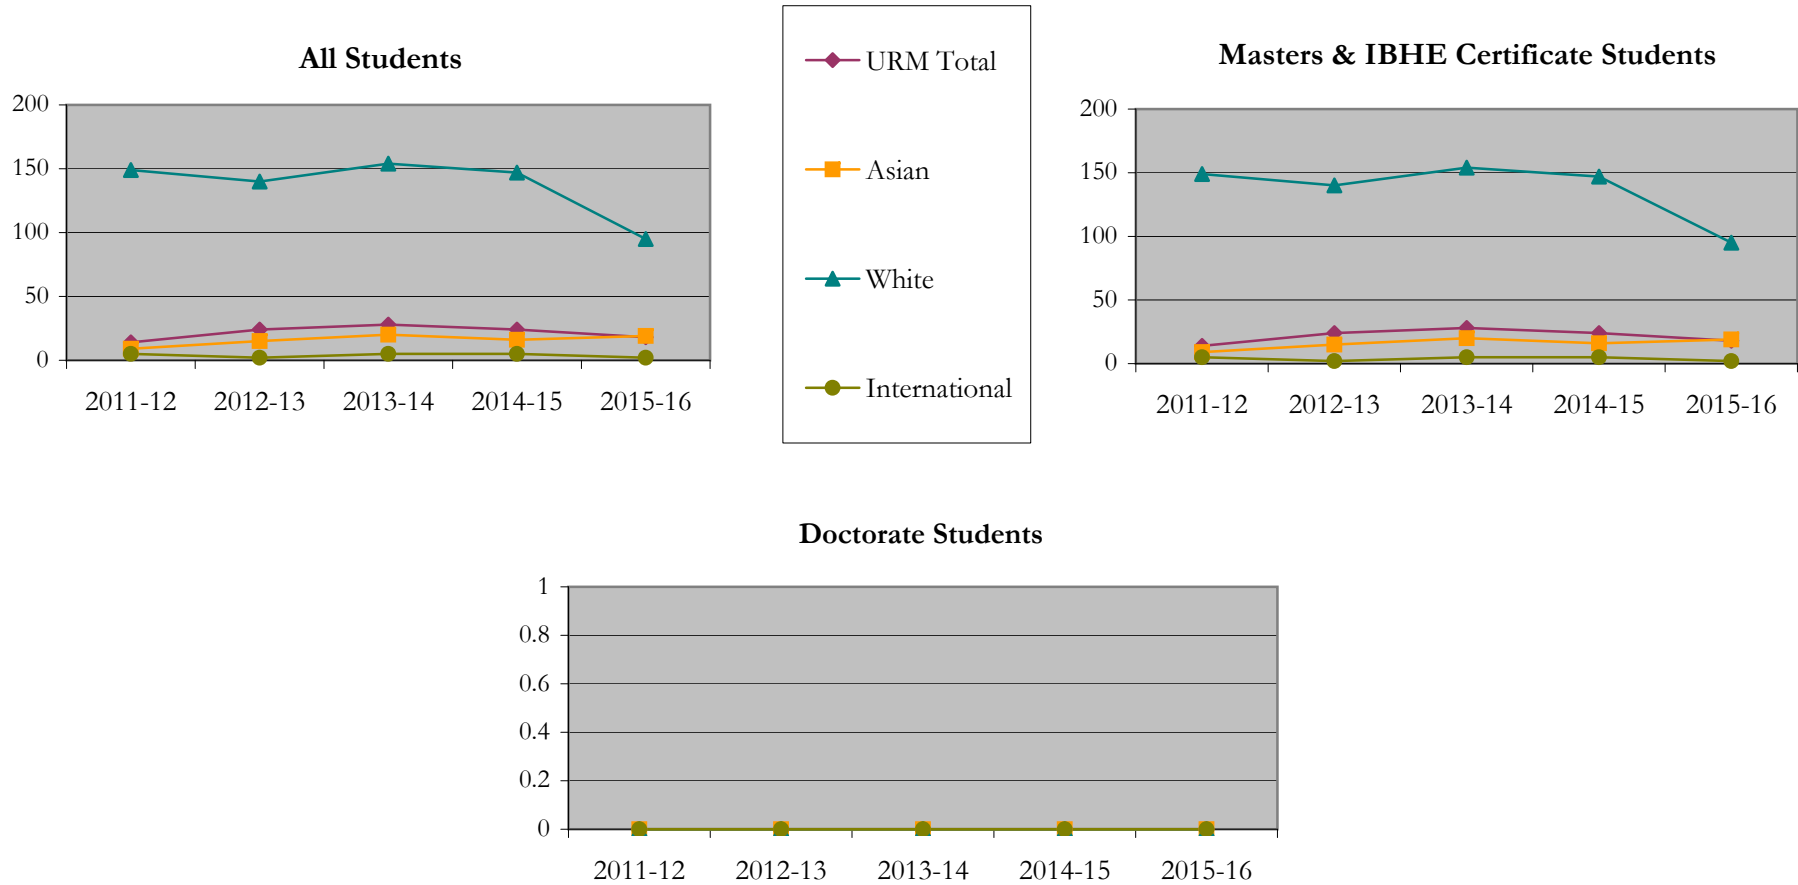 All Students
200
150
100
50
0
2011-12 2012-13 2013-14 2014-15 2015-16
URM Total
Asian
White
International
Masters & IBHE Certificate Students
200
150
100
50
0
2011-12 2012-13 2013-14 2014-15 2015-16
Doctorate Students
1
0.8
0.6
0.4
0.2
0
2011-12 2012-13 2013-14 2014-15 2015-16